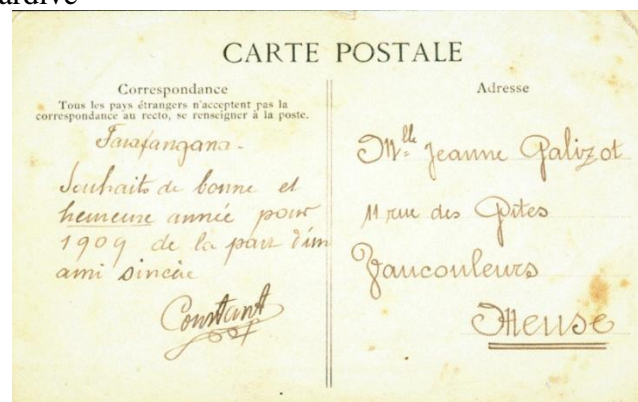 ardive
CARTE POSTALE
Correspondance
Tous les pays étrangers n'acceptent pas la
correspondance au recto, se renseigner à la poste.
Farafangana -
Souhaits de bonne et
heureuse année pour
1909 de la part d'un
ami sincère
Constant
Adresse
Mlle Jeanne Galizot
11 rue des
Vaucouleurs
Meuse